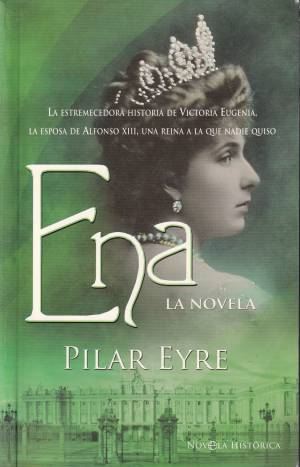 La estremecedora historia de Victoria Eugenia,
la esposa de Alfonso XIII, una reina a la que nadie quiso
Ena
LA NOVELA
PILAR EYRE
Novela Histórica